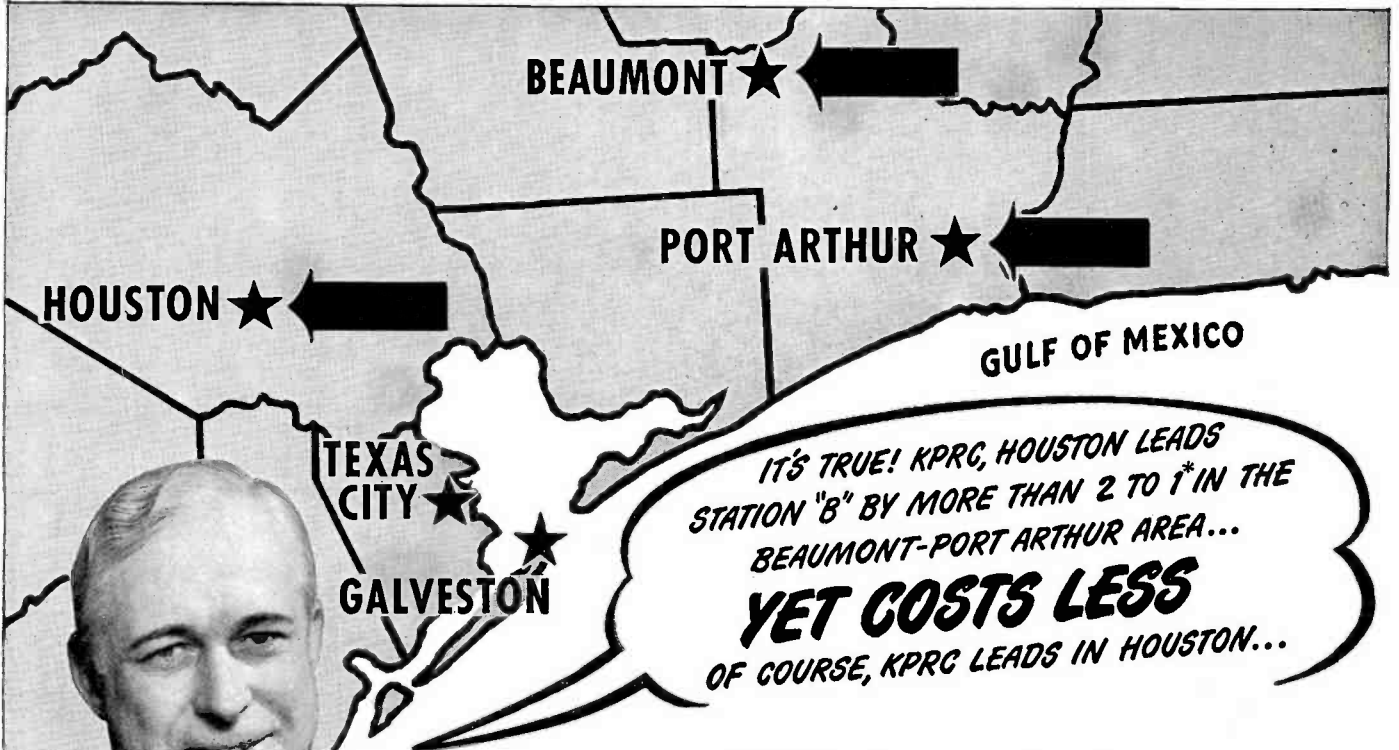 BEAUMONT
PORT ARTHUR
HOUSTON
GULF OF MEXICO
TEXAS
CITY
GALVESTON
IT'S TRUE! KPRC, HOUSTON LEADS
STATION "B" BY MORE THAN 2 TO 1* IN THE
BEAUMONT-PORT ARTHUR AREA...
YET COSTS LESS
OF COURSE, KPRC LEADS IN HOUSTON...